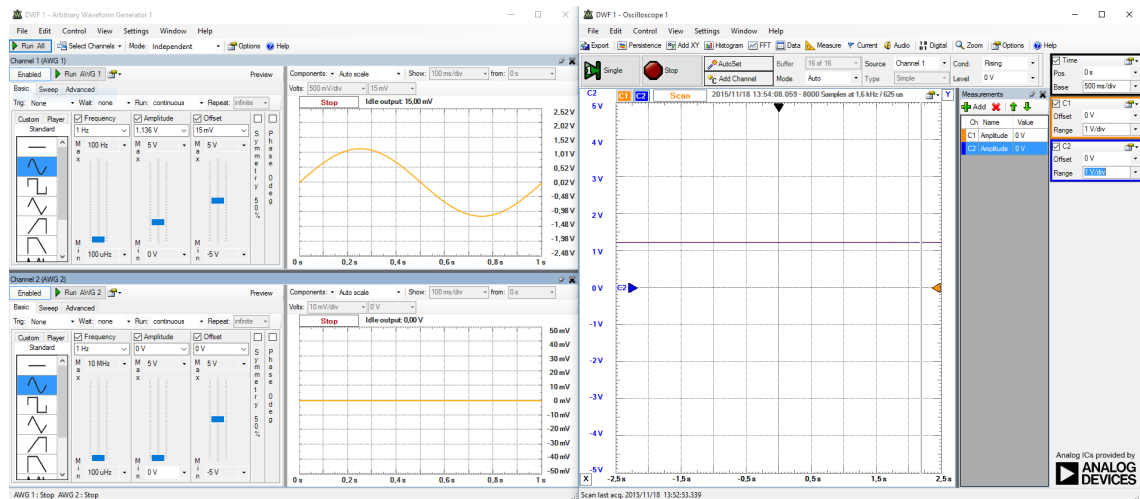 DWF 1 - Arbitrary Waveform Generator 1
File Edit Control View Settings Window Help
Run All Select Channels Mode: Independent Options Help
Channel 1 (AWG 1)
Enabled Run AWG 1 Preview
Basic Sweep Advanced
Trig: None Wait: none Run: continuous Repeat: infinite
Custom Player Frequency Amplitude Offset
Standard 1 Hz 1,136 V 15 mV
Max 100 Hz Max 5 V Max 5 V
Min 100 uHz Min 0 V Min -5 V
Symmetry 50 %
Phase 0 deg
Components: Auto scale Show: 100 ms/div from: 0 s
Volts: 500 mV/div 15 mV
Stop Idle output: 15,00 mV
2,52 V
2,02 V
1,52 V
1,01 V
0,52 V
0,02 V
-0,48 V
-0,98 V
-1,48 V
-1,98 V
-2,48 V
0 s 0,2 s 0,4 s 0,6 s 0,8 s 1 s
Channel 2 (AWG 2)
Enabled Run AWG 2 Preview
Basic Sweep Advanced
Trig: None Wait: none Run: continuous Repeat: infinite
Custom Player Frequency Amplitude Offset
Standard 1 Hz 0 V 0 V
Max 10 MHz Max 5 V Max 5 V
Min 100 uHz Min 0 V Min -5 V
Symmetry 50 %
Phase 0 deg
Components: Auto scale Show: 100 ms/div from: 0 s
Volts: 10 mV/div 0 V
Stop Idle output: 0,00 V
50 mV
40 mV
30 mV
20 mV
10 mV
0 mV
-10 mV
-20 mV
-30 mV
-40 mV
-50 mV
0 s 0,2 s 0,4 s 0,6 s 0,8 s 1 s
AWG 1 : Stop AWG 2 : Stop
DWF 1 - Oscilloscope 1
File Edit Control View Window Help
Export Persistence Add XY Histogram FFT Data Measure Current Audio Digital Zoom Options Help
Single Stop AutoSet Buffer 16 of 16 Source Channel 1 Cond. Rising
Add Channel Mode Auto Type Simple Level 0 V
C2 C1 C2 Scan 2015/11/18 13:54:08.059 - 8000 Samples at 1,6 kHz / 625 us Y
5 V
4 V
3 V
2 V
1 V
0 V C2
-1 V
-2 V
-3 V
-4 V
-5 V
X -2,5 s -1,5 s -0,5 s 0,5 s 1,5 s 2,5 s
Scan last acq. 2015/11/18 13:52:53.339
Measurements
Add
Ch Name Value
C1 Amplitude 0 V
C2 Amplitude 0 V
Time
Pos. 0 s
Base 500 ms/div
C1
Offset 0 V
Range 1 V/div
C2
Offset 0 V
Range 1 V/div
Analog ICs provided by
ANALOG
DEVICES